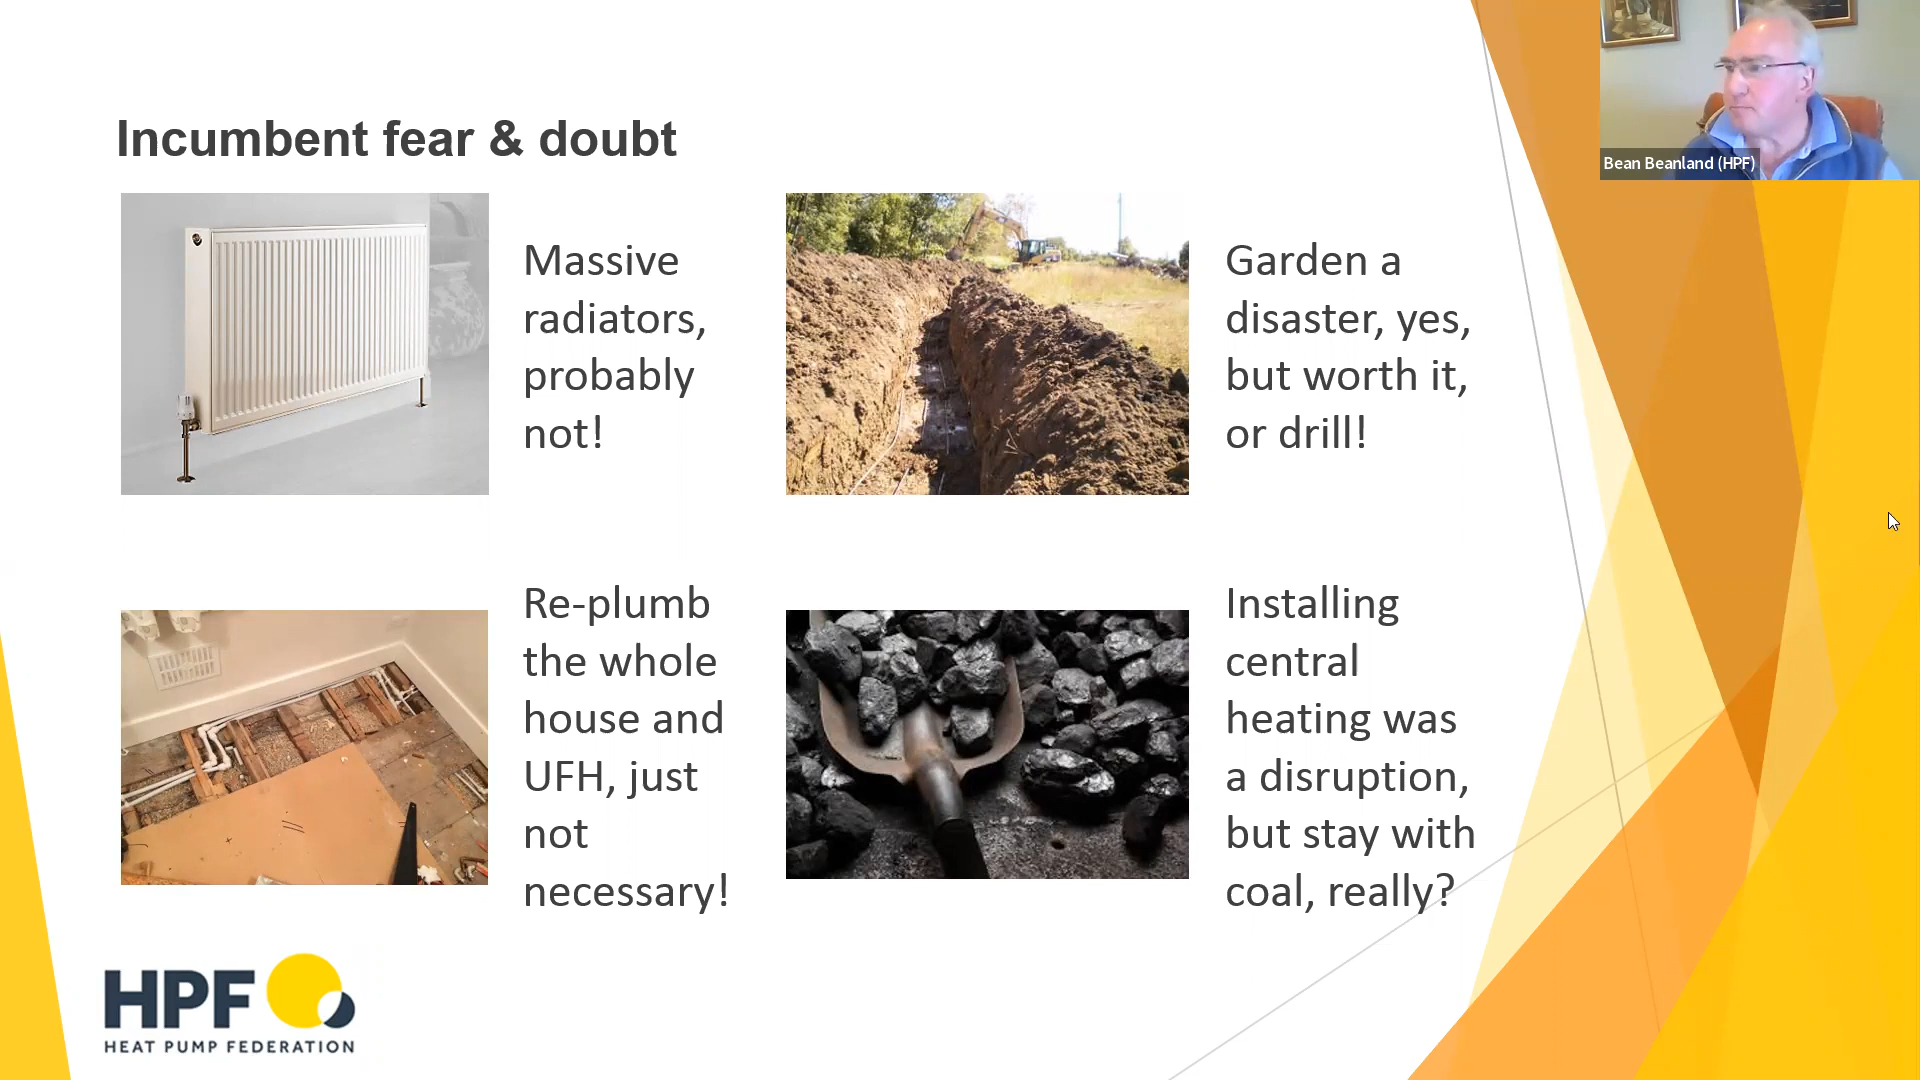 Incumbent fear & doubt
Massive
radiators,
probably
not!
Garden a
disaster, yes,
but worth it,
or drill!
Re-plumb
the whole
house and
UFH, just
not
necessary!
Installing
central
heating was
a disruption,
but stay with
coal, really?
HPF
HEAT PUMP FEDERATION
Bean Beanland (HPF)